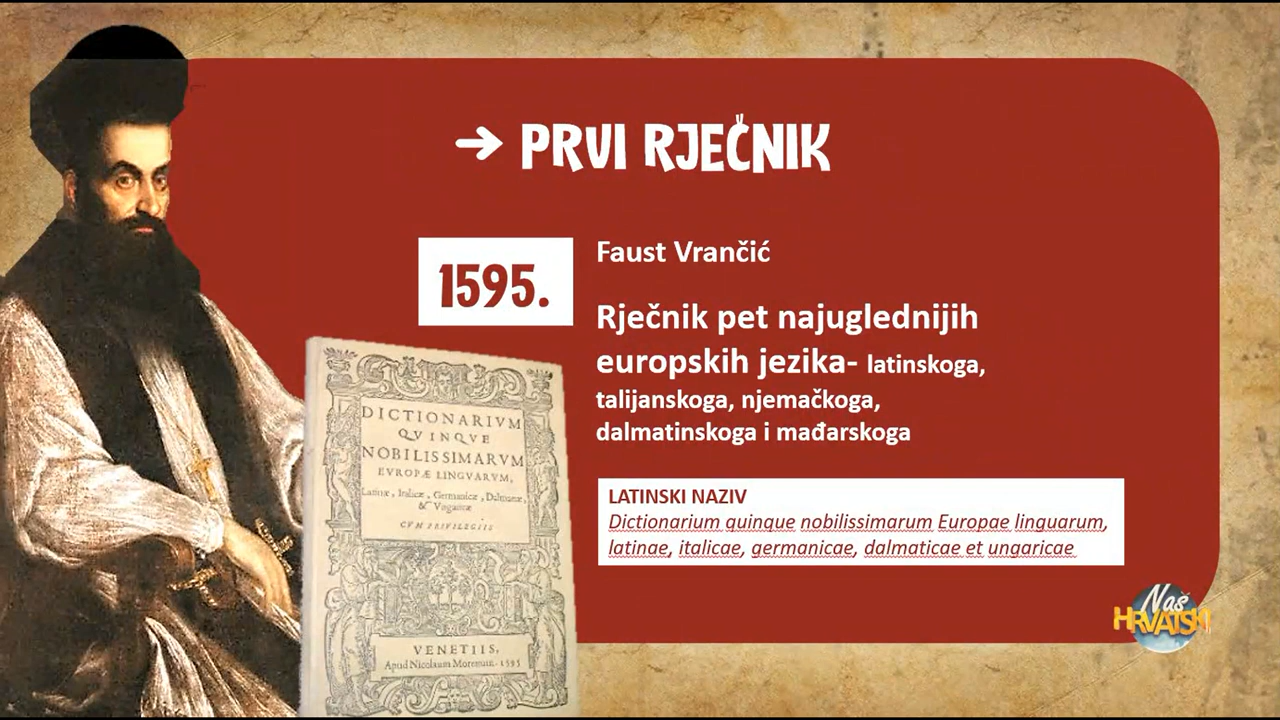 → PRVI RJEČNIK
1595.
Faust Vrančić
Rječnik pet najuglednijih
europskih jezika- latinskoga,
talijanskoga, njemačkoga,
dalmatinskoga i mađarskoga
LATINSKI NAZIV
Dictionarium quinque nobilissimarum Europae linguarum,
latinae, italicae, germanicae, dalmaticae et ungaricae
DICTIONARIVM
QVINQVE
NOBILISSIMARVM
EVROPÆ LINGVARVM,
Latinæ, Italicæ, Germanicæ, Dalmatiæ,
& Vngaricæ
CVM PRIVILEGIIS
VENETIIS,
Apud Nicolaum Morettum. 1595
Naš
HRVATSKI